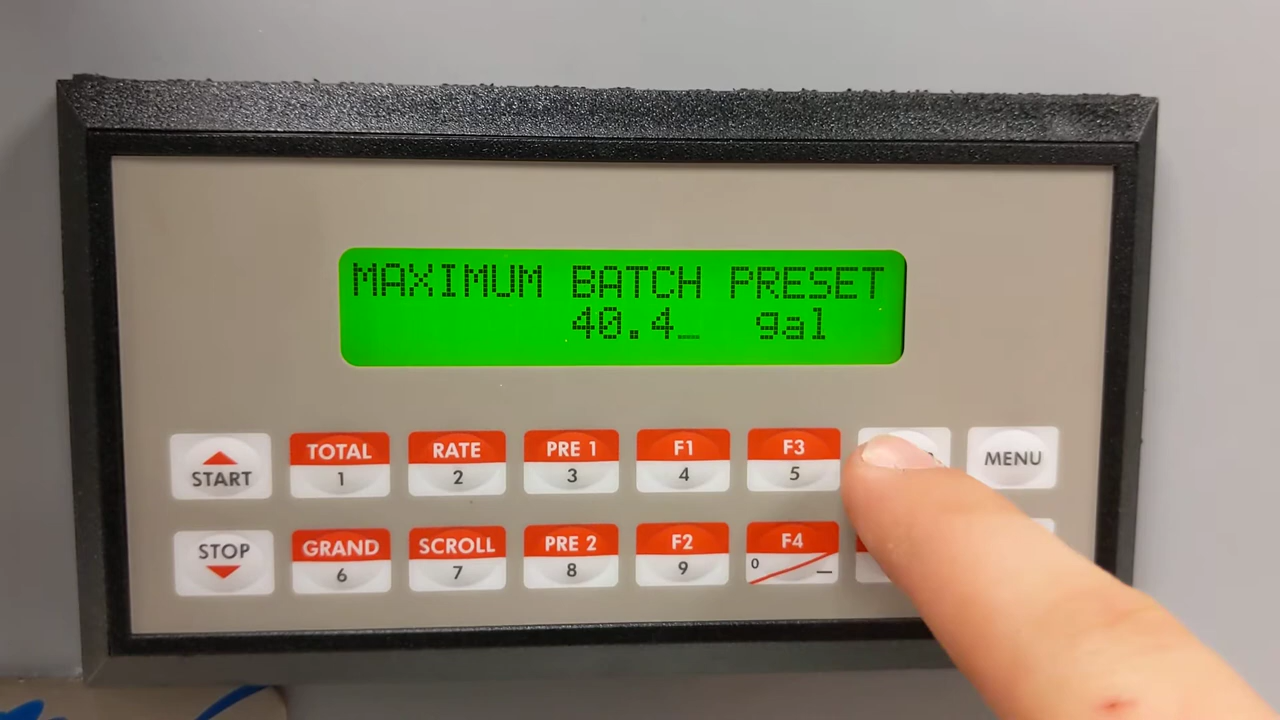 MAXIMUM BATCH PRESET
40.4_ gal
START
TOTAL
1
RATE
2
PRE 1
3
F1
4
F3
5
MENU
STOP
GRAND
6
SCROLL
7
PRE 2
8
F2
9
F4
0
—